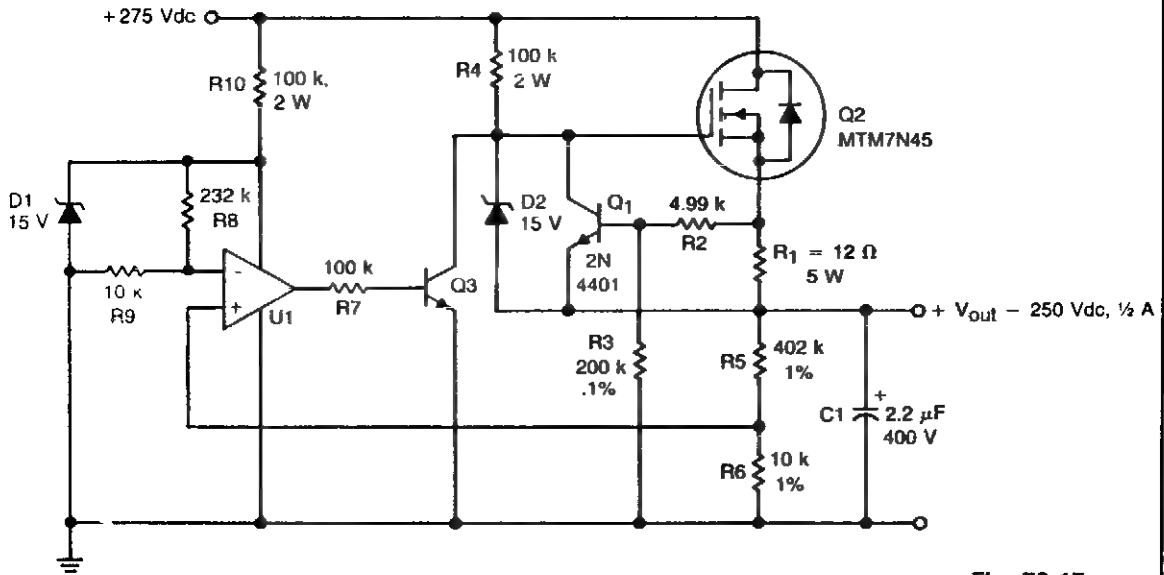 +275 Vdc
R10
100 k,
2 W
R4
100 k
2 W
Q2
MTM7N45
D1
15 V
232 k
R8
D2
15 V
Q1
4.99 k
R2
R1 = 12 Ω
5 W
2N
4401
10 k
R9
-
+
U1
100 k
R7
Q3
+ Vout – 250 Vdc, ½ A
R3
200 k
.1%
R5
402 k
1%
C1
+
2.2 μF
400 V
R6
10 k
1%